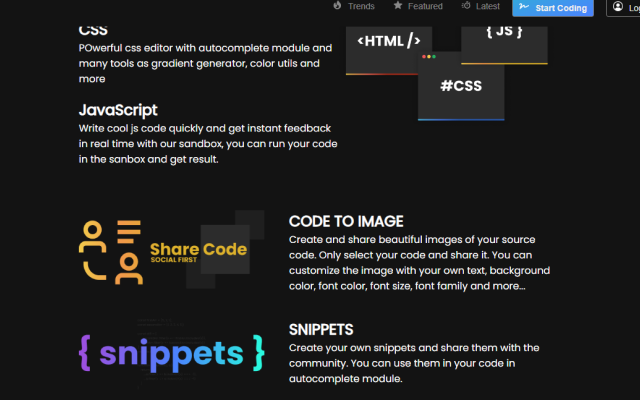 Trends
Featured
Latest
Start Coding
CSS
POwerful css editor with autocomplete module and
many tools as gradient generator, color utils and
more
<HTML />
{ JS }
#CSS
JavaScript
Write cool js code quickly and get instant feedback
in real time with our sandbox, you can run your code
in the sanbox and get result.
Share Code
SOCIAL FIRST
CODE TO IMAGE
Create and share beautiful images of your source
code. Only select your code and share it. You can
customize the image with your own text, background
color, font color, font size, font family and more...
{ snippets }
SNIPPETS
Create your own snippets and share them with the
community. You can use them in your code in
autocomplete module.